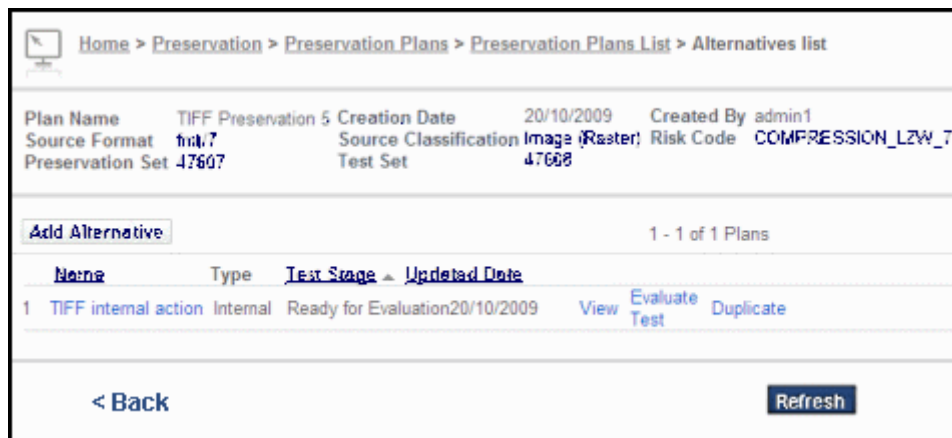 Home > Preservation > Preservation Plans > Preservation Plans List > Alternatives list
Plan Name TIFF Preservation 5 Creation Date 20/10/2009 Created By admin1
Source Format fmt/7 Source Classification Image (Raster) Risk Code COMPRESSION_LZW_7
Preservation Set 47607 Test Set 47608
Add Alternative 1 - 1 of 1 Plans
Name Type Test Stage Updated Date
1 TIFF internal action Internal Ready for Evaluation20/10/2009 View Evaluate Test Duplicate
< Back Refresh